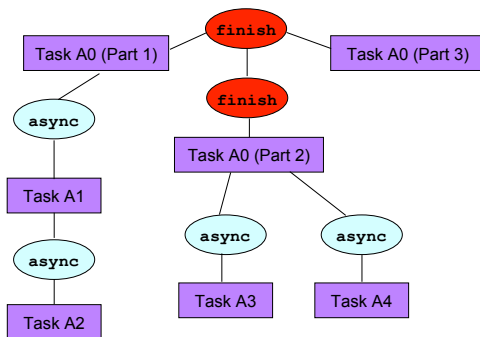 finish
Task A0 (Part 1)
Task A0 (Part 3)
finish
async
Task A0 (Part 2)
Task A1
async
async
async
Task A3
Task A4
Task A2